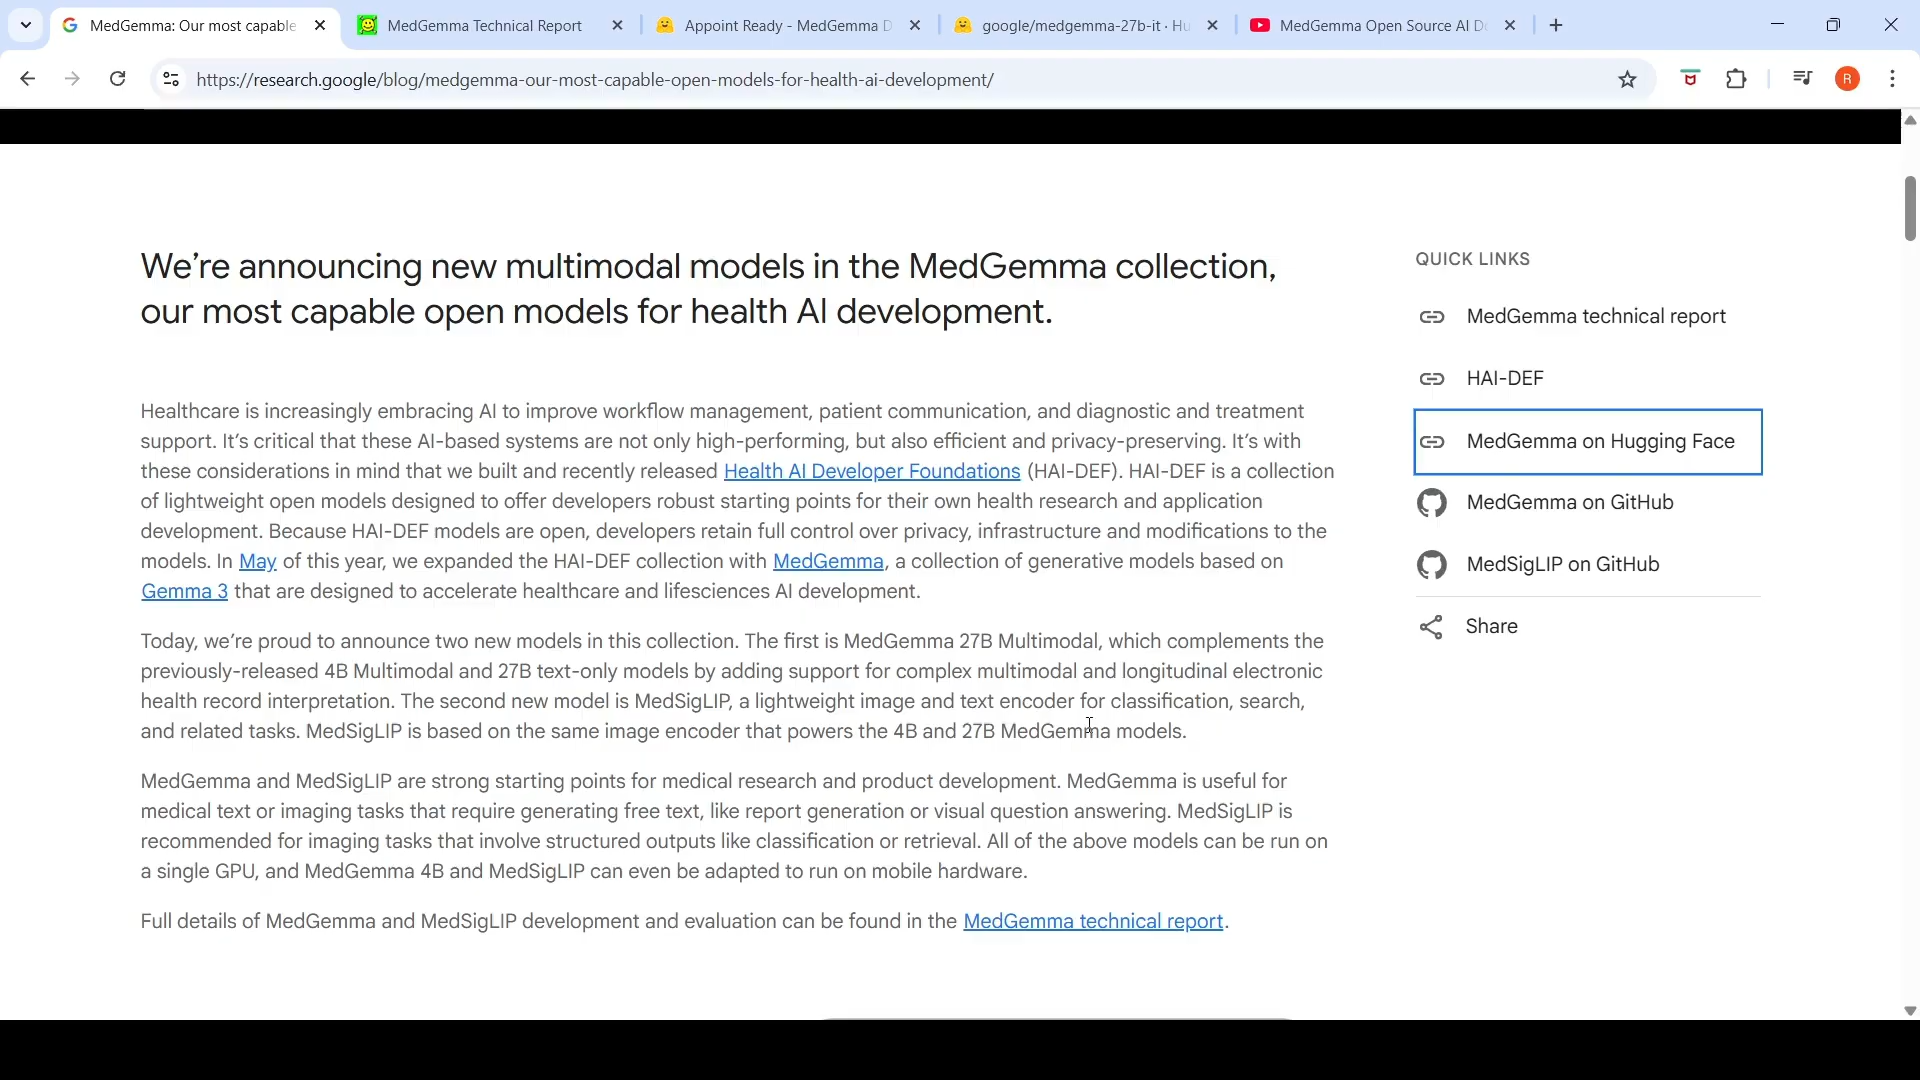 MedGemma: Our most capable
MedGemma Technical Report
Appoint Ready - MedGemma D
google/medgemma-27b-it · Hu
MedGemma Open Source AI De
https://research.google/blog/medgemma-our-most-capable-open-models-for-health-ai-development/
R
We're announcing new multimodal models in the MedGemma collection,
our most capable open models for health AI development.
Healthcare is increasingly embracing AI to improve workflow management, patient communication, and diagnostic and treatment
support. It's critical that these AI-based systems are not only high-performing, but also efficient and privacy-preserving. It's with
these considerations in mind that we built and recently released Health AI Developer Foundations (HAI-DEF). HAI-DEF is a collection
of lightweight open models designed to offer developers robust starting points for their own health research and application
development. Because HAI-DEF models are open, developers retain full control over privacy, infrastructure and modifications to the
models. In May of this year, we expanded the HAI-DEF collection with MedGemma, a collection of generative models based on
Gemma 3 that are designed to accelerate healthcare and lifesciences AI development.
Today, we're proud to announce two new models in this collection. The first is MedGemma 27B Multimodal, which complements the
previously-released 4B Multimodal and 27B text-only models by adding support for complex multimodal and longitudinal electronic
health record interpretation. The second new model is MedSigLIP, a lightweight image and text encoder for classification, search,
and related tasks. MedSigLIP is based on the same image encoder that powers the 4B and 27B MedGemma models.
MedGemma and MedSigLIP are strong starting points for medical research and product development. MedGemma is useful for
medical text or imaging tasks that require generating free text, like report generation or visual question answering. MedSigLIP is
recommended for imaging tasks that involve structured outputs like classification or retrieval. All of the above models can be run on
a single GPU, and MedGemma 4B and MedSigLIP can even be adapted to run on mobile hardware.
Full details of MedGemma and MedSigLIP development and evaluation can be found in the MedGemma technical report.
QUICK LINKS
MedGemma technical report
HAI-DEF
MedGemma on Hugging Face
MedGemma on GitHub
MedSigLIP on GitHub
Share